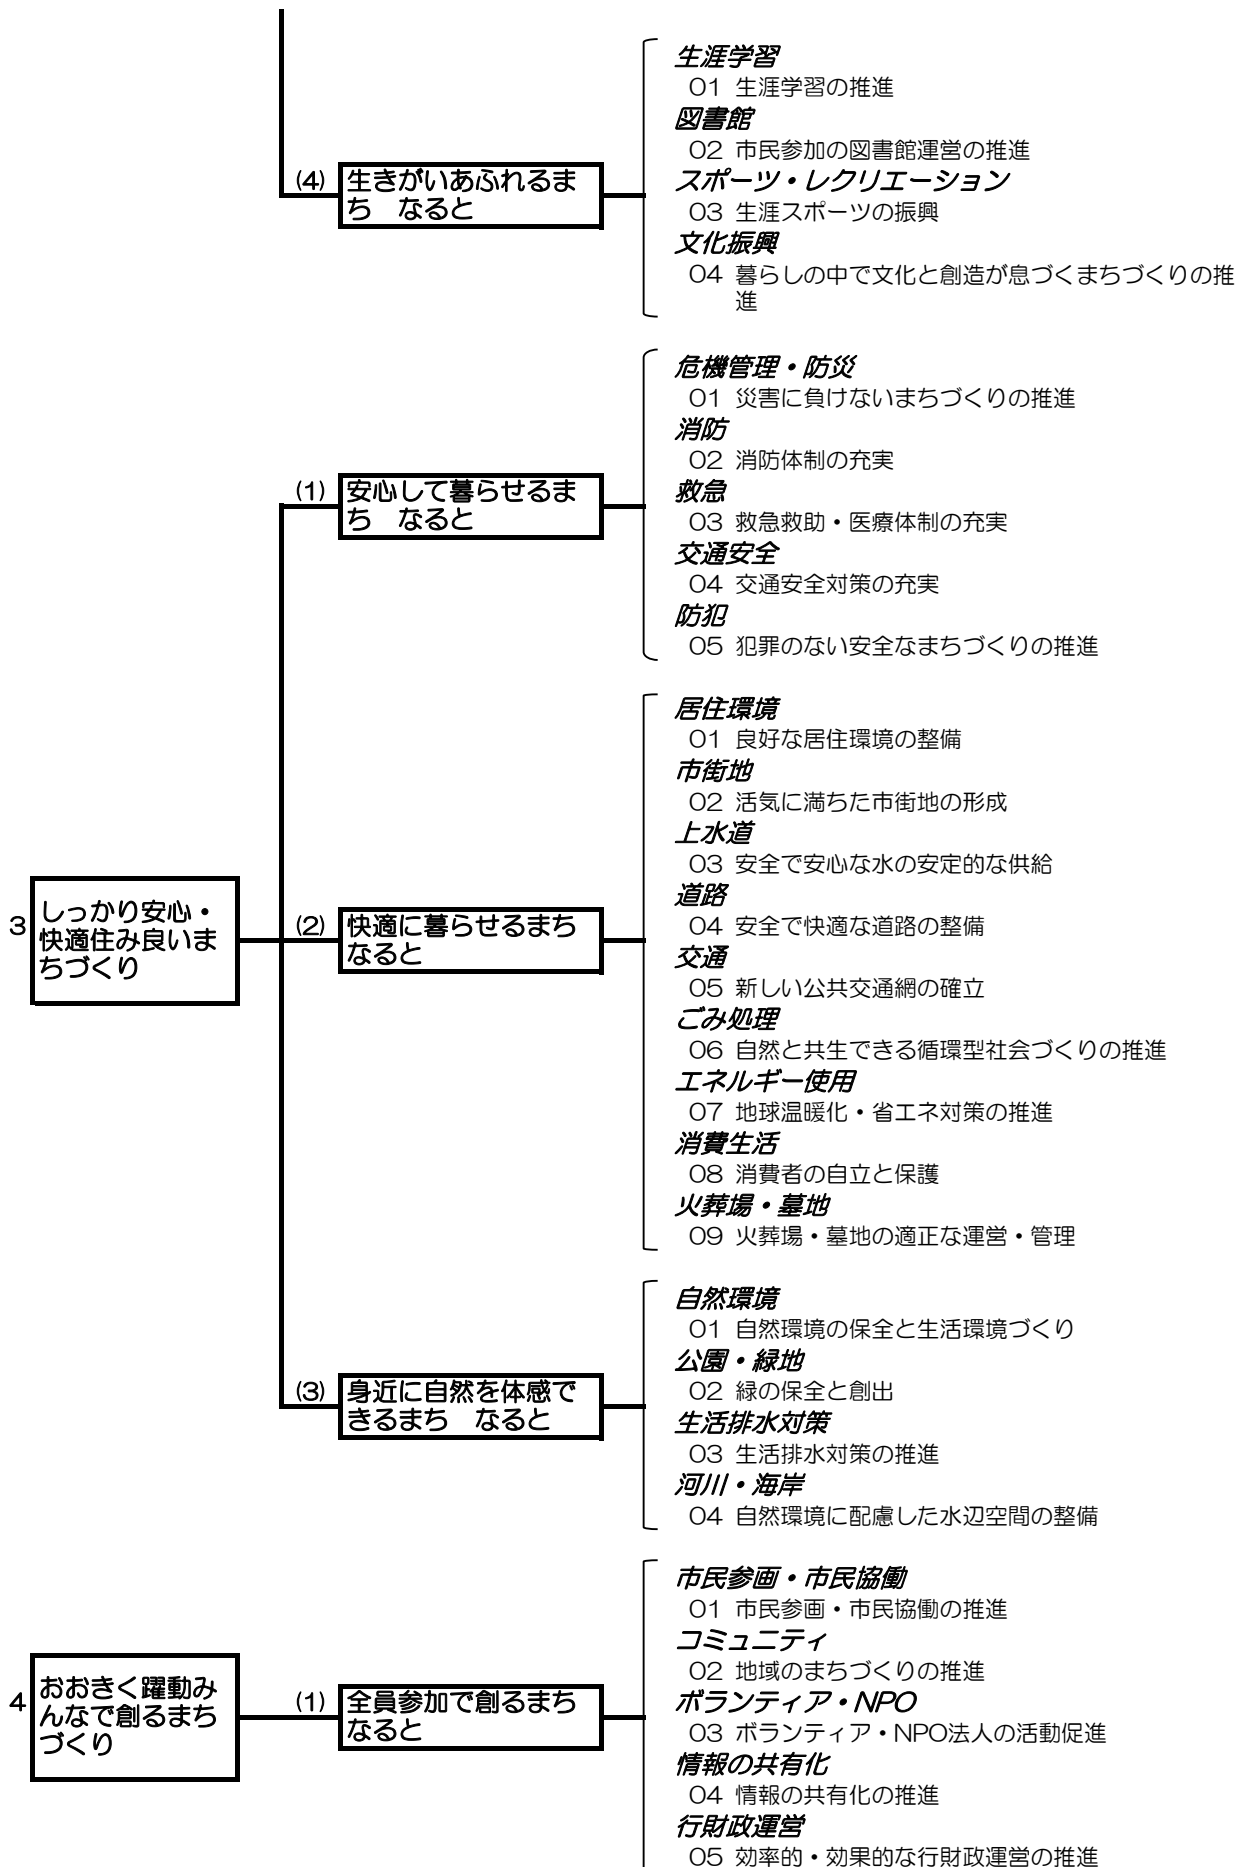 (4)
生きがいあふれるま
ち　なると
生涯学習
01 生涯学習の推進
図書館
02 市民参加の図書館運営の推進
スポーツ・レクリエーション
03 生涯スポーツの振興
文化振興
04 暮らしの中で文化と創造が息づくまちづくりの推
進
3
しっかり安心・
快適住み良いま
ちづくり
(1)
安心して暮らせるま
ち　なると
危機管理・防災
01 災害に負けないまちづくりの推進
消防
02 消防体制の充実
救急
03 救急救助・医療体制の充実
交通安全
04 交通安全対策の充実
防犯
05 犯罪のない安全なまちづくりの推進
(2)
快適に暮らせるまち
なると
居住環境
01 良好な居住環境の整備
市街地
02 活気に満ちた市街地の形成
上水道
03 安全で安心な水の安定的な供給
道路
04 安全で快適な道路の整備
交通
05 新しい公共交通網の確立
ごみ処理
06 自然と共生できる循環型社会づくりの推進
エネルギー使用
07 地球温暖化・省エネ対策の推進
消費生活
08 消費者の自立と保護
火葬場・墓地
09 火葬場・墓地の適正な運営・管理
(3)
身近に自然を体感で
きるまち　なると
自然環境
01 自然環境の保全と生活環境づくり
公園・緑地
02 緑の保全と創出
生活排水対策
03 生活排水対策の推進
河川・海岸
04 自然環境に配慮した水辺空間の整備
4
おおきく躍動み
んなで創るまち
づくり
(1)
全員参加で創るまち
なると
市民参画・市民協働
01 市民参画・市民協働の推進
コミュニティ
02 地域のまちづくりの推進
ボランティア・NPO
03 ボランティア・NPO法人の活動促進
情報の共有化
04 情報の共有化の推進
行財政運営
05 効率的・効果的な行財政運営の推進